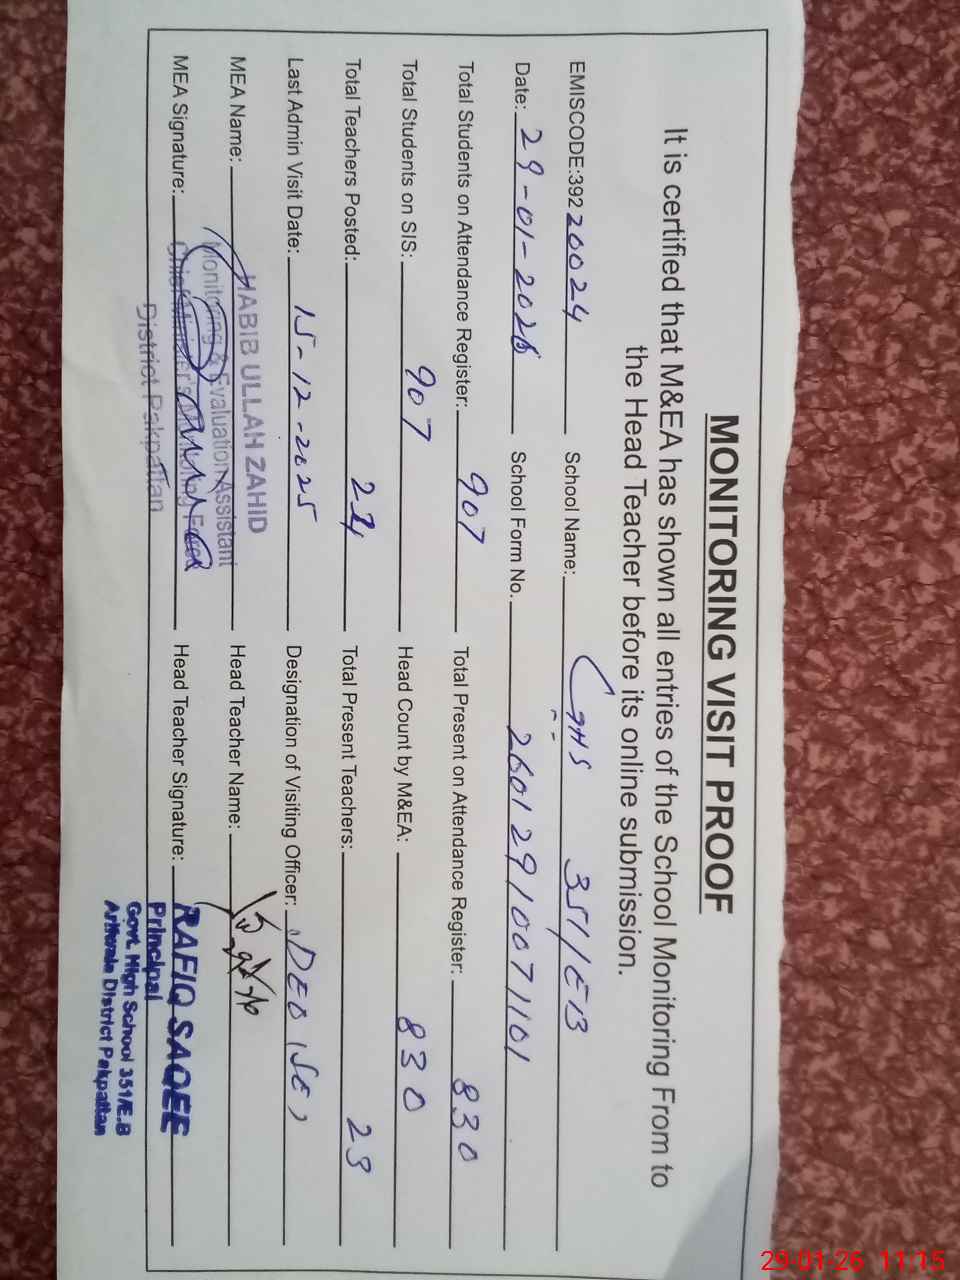 MONITORING VISIT PROOF
It is certified that M&EA has shown all entries of the School Monitoring From to
the Head Teacher before its online submission.
EMISCODE:392 20024 School Name: GHS 351/EB
Date: 29-01-2026 School Form No. 26012910071101
Total Students on Attendance Register: 907 Total Present on Attendance Register: 830
Total Students on SIS: 907 Head Count by M&EA: 830
Total Teachers Posted: 24 Total Present Teachers: 23
Last Admin Visit Date: 15-12-2025 Designation of Visiting Officer: DEO (SE)
MEA Name: HABIB ULLAH ZAHID Head Teacher Name:
Monitoring & Evaluation Assistant
MEA Signature: Chief Minister's Monitoring Force Head Teacher Signature: RAFIQ SAQEE
District Pakpattan
Principal
Govt. High School 351/E.B
Arifwala District Pakpattan
29-01-26 11:15